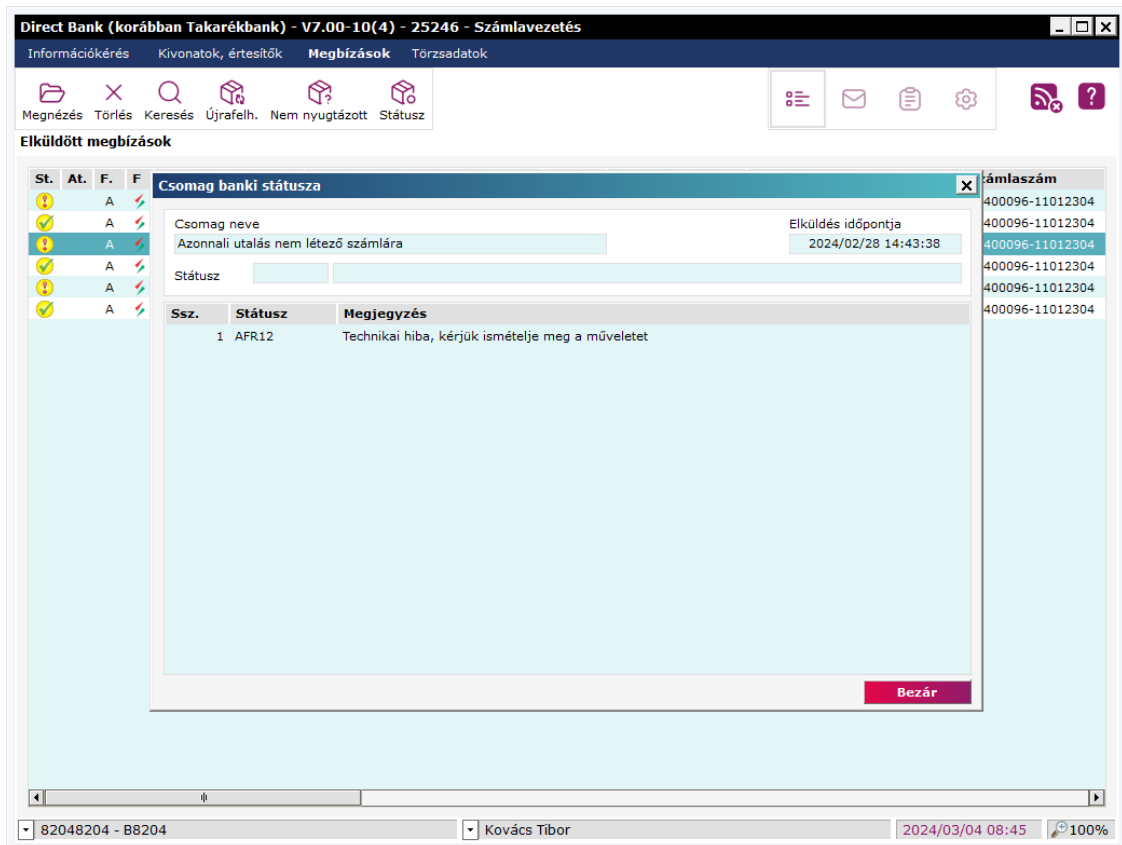 Direct Bank (korábban Takarékbank) - V7.00-10(4) - 25246 - Számlavezetés
Információkérés Kivonatok, értesítők Megbízások Törzsadatok
Megnézés Törlés Keresés Újrafelh. Nem nyugtázott Státusz
Elküldött megbízások
St. At. F. F
Csomag banki státusza
ámlaszám
A 400096-11012304
A 400096-11012304
A 400096-11012304
A 400096-11012304
A 400096-11012304
A 400096-11012304
Csomag neve Elküldés időpontja
Azonnali utalás nem létező számlára 2024/02/28 14:43:38
Státusz
Ssz. Státusz Megjegyzés
1 AFR12 Technikai hiba, kérjük ismételje meg a műveletet
Bezár
82048204 - B8204 Kovács Tibor 2024/03/04 08:45 100%